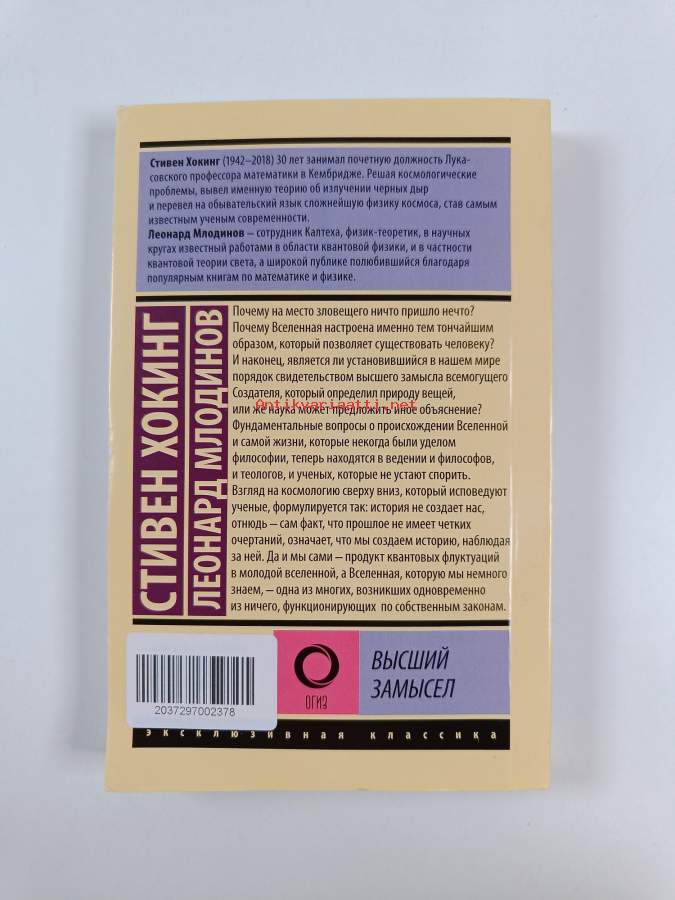 Стивен Хокинг (1942–2018) 30 лет занимал почетную должность Лука-
совского профессора математики в Кембридже. Решая космологические
проблемы, вывел именную теорию об излучении черных дыр
и перевел на обывательский язык сложнейшую физику космоса, став самым
известным ученым современности.
Леонард Млодинов – сотрудник Калтеха, физик-теоретик, в научных
кругах известный работами в области квантовой физики, и в частности
квантовой теории света, а широкой публике полюбившийся благодаря
популярным книгам по математике и физике.
СТИВЕН ХОКИНГ
ЛЕОНАРД МЛОДИНОВ
Почему на место зловещего ничто пришло нечто?
Почему Вселенная настроена именно тем тончайшим
образом, который позволяет существовать человеку?
И наконец, является ли установившийся в нашем мире
порядок свидетельством высшего замысла всемогущего
Создателя, который определил природу вещей,
или же наука может предложить иное объяснение?
Antikvariaatti.net
Фундаментальные вопросы о происхождении Вселенной
и самой жизни, которые некогда были уделом
философии, теперь находятся в ведении и философов,
и теологов, и ученых, которые не устают спорить.
Взгляд на космологию сверху вниз, который исповедуют
ученые, формулируется так: история не создает нас,
отнюдь – сам факт, что прошлое не имеет четких
очертаний, означает, что мы создаем историю, наблюдая
за ней. Да и мы сами – продукт квантовых флуктуаций
в молодой вселенной, а Вселенная, которую мы немного
знаем, – одна из многих, возникших одновременно
из ничего, функционирующих по собственным законам.
2037297002378
ОГИЗ
ВЫСШИЙ
ЗАМЫСЕЛ
эксклюзивная классика